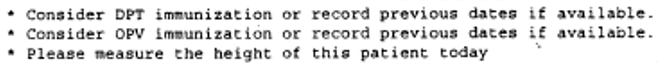 * Consider DPT immunization or record previous dates if available.
* Consider OPV immunization or record previous dates if available.
* Please measure the height of this patient today